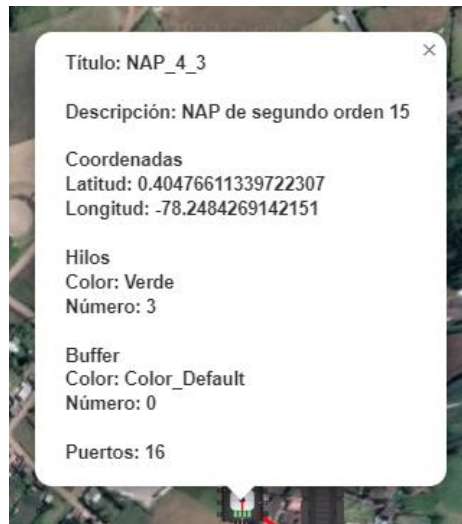 Título: NAP_4_3
Descripción: NAP de segundo orden 15
Coordenadas
Latitud: 0.40476611339722307
Longitud: -78.2484269142151
Hilos
Color: Verde
Número: 3
Buffer
Color: Color_Default
Número: 0
Puertos: 16